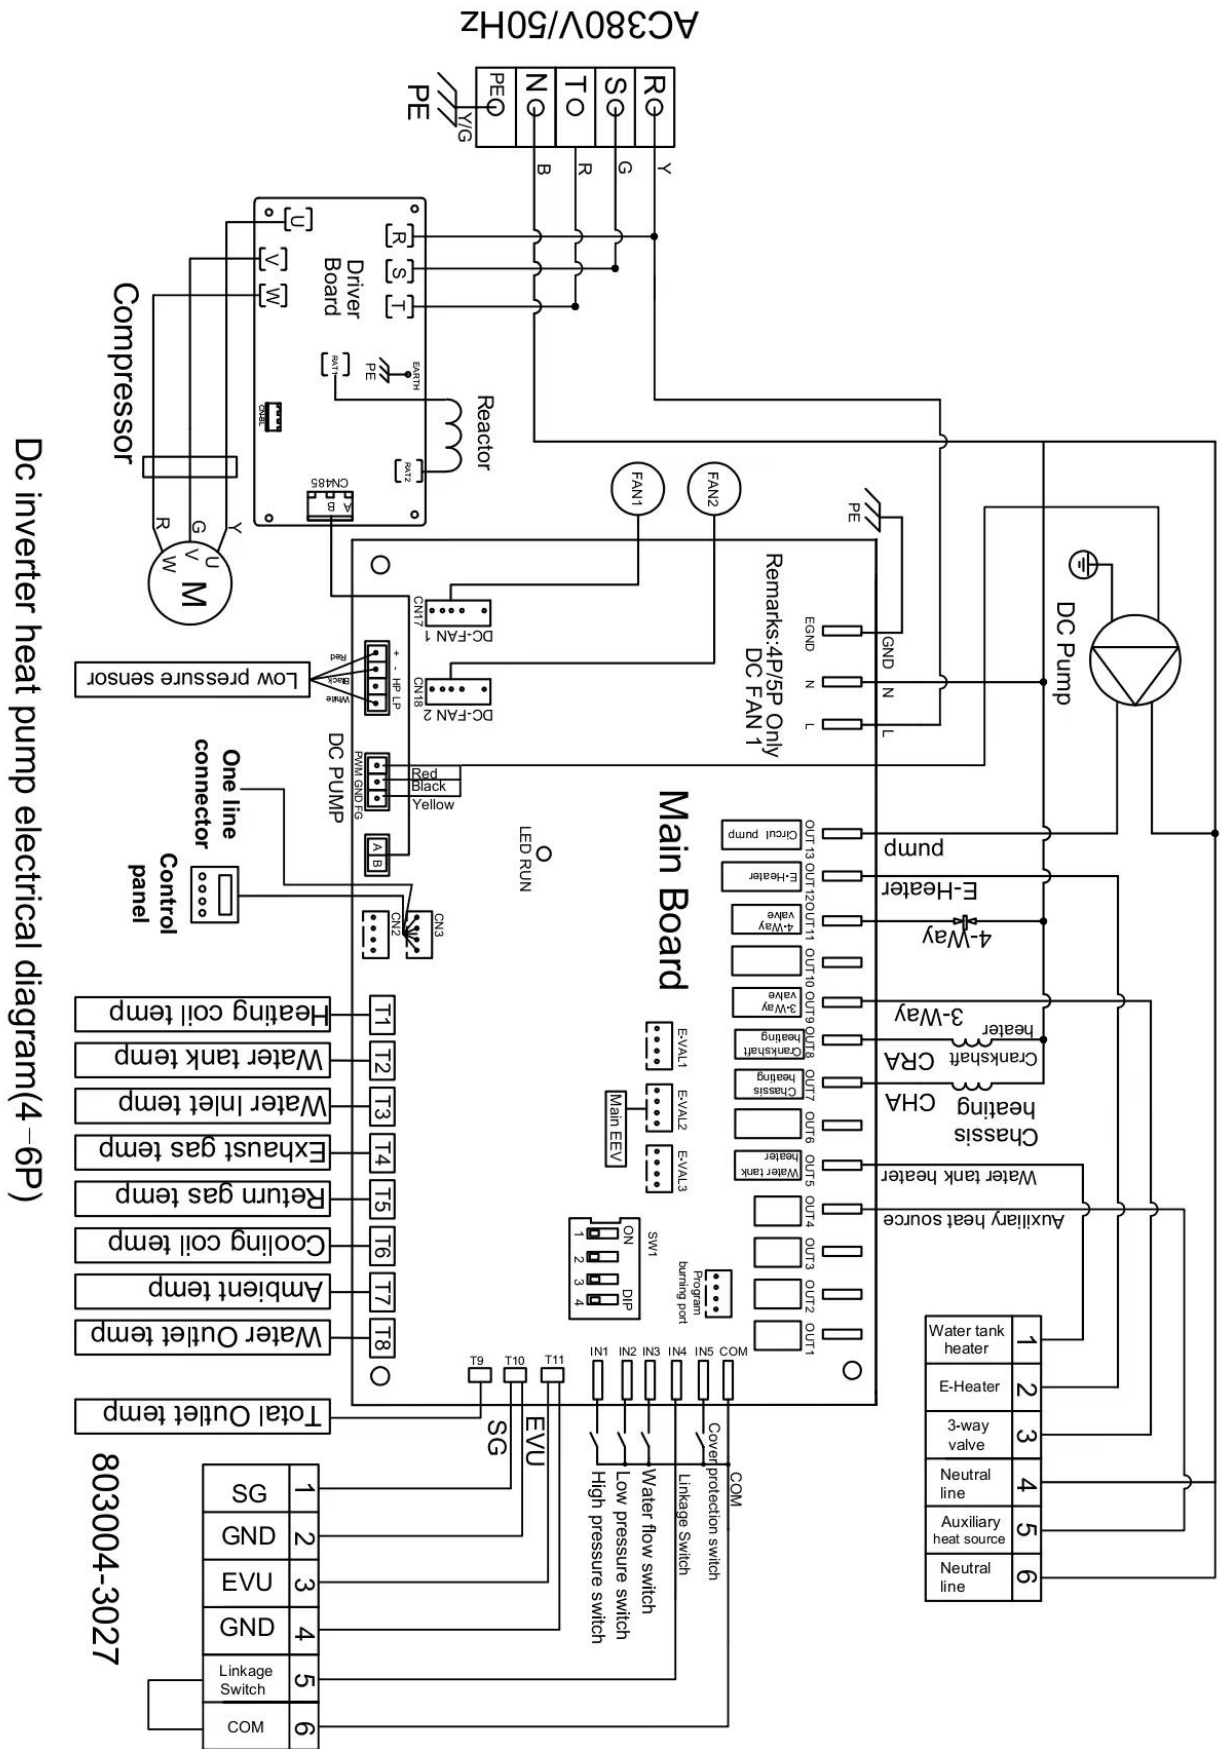 AC380V/50Hz
R
S
T
N
PE
PE
Y/G
Y
G
R
B
U
V
W
R
S
T
Driver
Board
RAT1
PE
EARTH
RAT2
Reactor
CN-BL
CN485
A
B
Compressor
Y
G
R
U
V
W
M
FAN1
FAN2
PE
DC Pump
Remarks:4P/5P Only
DC FAN 1
EGND
N
L
GND
N
L
CN17
DC-FAN 1
CN18
DC-FAN 2
Low pressure sensor
Red
Black
White
+
-
HP
LP
DC PUMP
PWM
GND
FG
Red
Black
Yellow
A
B
One line
connector
Control
panel
CN2
CN3
LED RUN
Main Board
OUT13
OUT12
OUT11
OUT10
OUT9
OUT8
OUT7
OUT6
OUT5
OUT4
OUT3
OUT2
OUT1
Circul pump
E-Heater
4-Way
valve
3-Way
valve
Crankshaft
heating
Chassis
heating
Water tank
heater
pump
E-Heater
4-Way
3-Way
CRA
Crankshaft
heater
CHA
Chassis
heating
Water tank heater
Auxiliary heat source
E-VAL1
E-VAL2
E-VAL3
Main EEV
SW1
ON
DIP
1
2
3
4
Program
burning port
T1
Heating coil temp
T2
Water tank temp
T3
Water Inlet temp
T4
Exhaust gas temp
T5
Return gas temp
T6
Cooling coil temp
T7
Ambient temp
T8
Water Outlet temp
Total Outlet temp
T9
T10
T11
IN1
IN2
IN3
IN4
IN5
COM
SG
EVU
High pressure switch
Low pressure switch
Water flow switch
Linkage Switch
Cover protection switch
COM
SG 1
GND 2
EVU 3
GND 4
Linkage
Switch 5
COM 6
Water tank
heater 1
E-Heater 2
3-way
valve 3
Neutral
line 4
Auxiliary
heat source 5
Neutral
line 6
803004-3027
Dc inverter heat pump electrical diagram(4-6P)